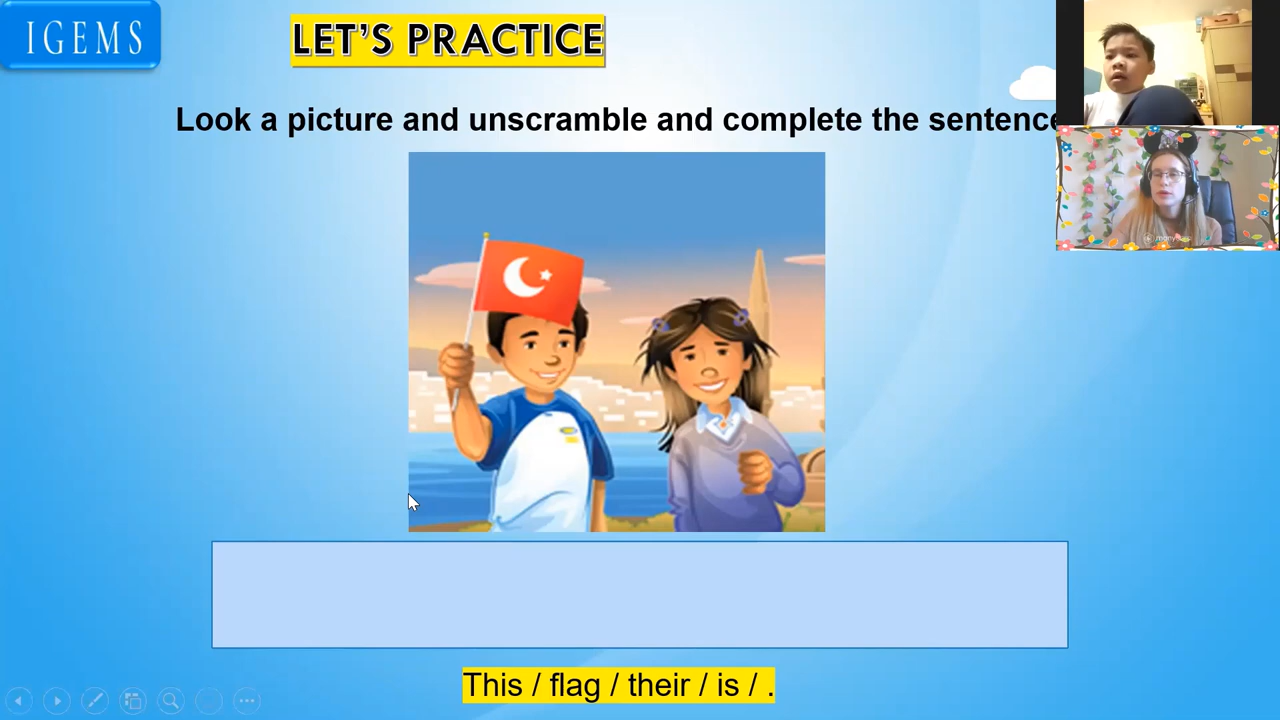 IGEMS
LET'S PRACTICE
Look a picture and unscramble and complete the sentence
This / flag / their / is / .